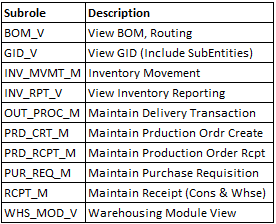 Subrole Description
BOM_V View BOM, Routing
GID_V View GID (Include SubEntities)
INV_MVMT_M Inventory Movement
INV_RPT_V View Inventory Reporting
OUT_PROC_M Maintain Delivery Transaction
PRD_CRT_M Maintain Prduction Ordr Create
PRD_RCPT_M Maintain Production Order Rcpt
PUR_REQ_M Maintain Purchase Requisition
RCPT_M Maintain Receipt (Cons & Whse)
WHS_MOD_V Warehousing Module View